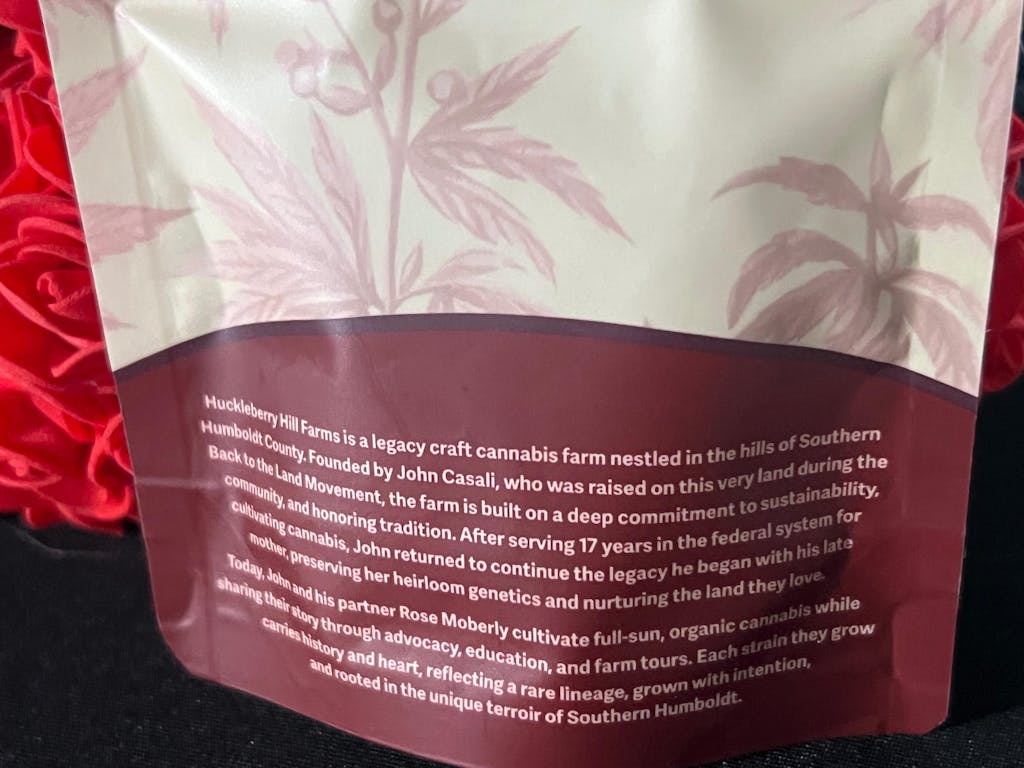 Huckleberry Hill Farms is a legacy craft cannabis farm nestled in the hills of Southern
Humboldt County. Founded by John Casali, who was raised on this very land during the
Back to the Land Movement, the farm is built on a deep commitment to sustainability,
community, and honoring tradition. After serving 17 years in the federal system for
cultivating cannabis, John returned to continue the legacy he began with his late
mother, preserving her heirloom genetics and nurturing the land they love.
Today, John and his partner Rose Moberly cultivate full-sun, organic cannabis while
sharing their story through advocacy, education, and farm tours. Each strain they grow
carries history and heart, reflecting a rare lineage, grown with intention,
and rooted in the unique terroir of Southern Humboldt.